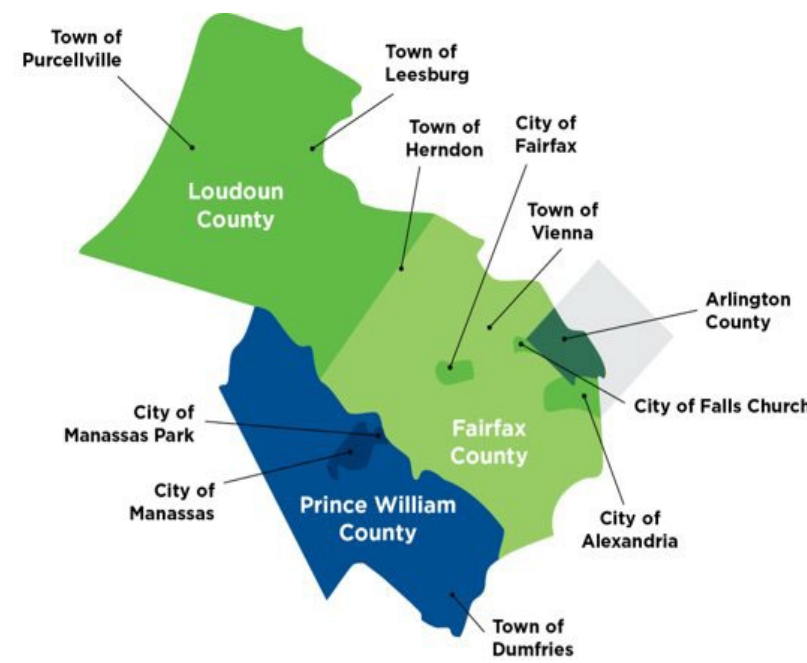 Town of
Purcellville
Town of
Leesburg
Town of
Herndon
City of
Fairfax
Loudoun
County
Town of
Vienna
Arlington
County
City of Falls Church
City of
Manassas Park
Fairfax
County
City of
Manassas
Prince William
County
City of
Alexandria
Town of
Dumfries